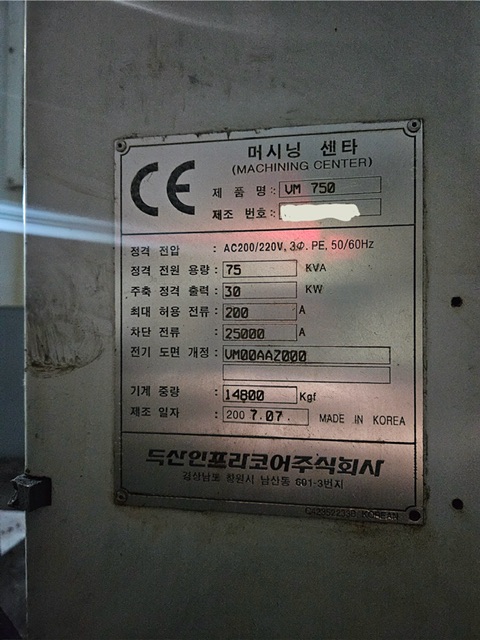 CE
머시닝 센타
(MACHINING CENTER)
제 품 명 : VM 750
제조 번호 :
정격 전압 : AC200/220V, 3Φ. PE, 50/60Hz
정격 전원 용량 : 75 KVA
주축 정격 출력 : 30 KW
최대 허용 전류 : 200 A
차단 전류 : 25000 A
전기 도면 개정 : VM00AAZ000
기계 중량 : 14800 Kgf
제조 일자 : 2007.07. MADE IN KOREA
두산인프라코어주식회사
경상남도 창원시 남산동 601-3번지